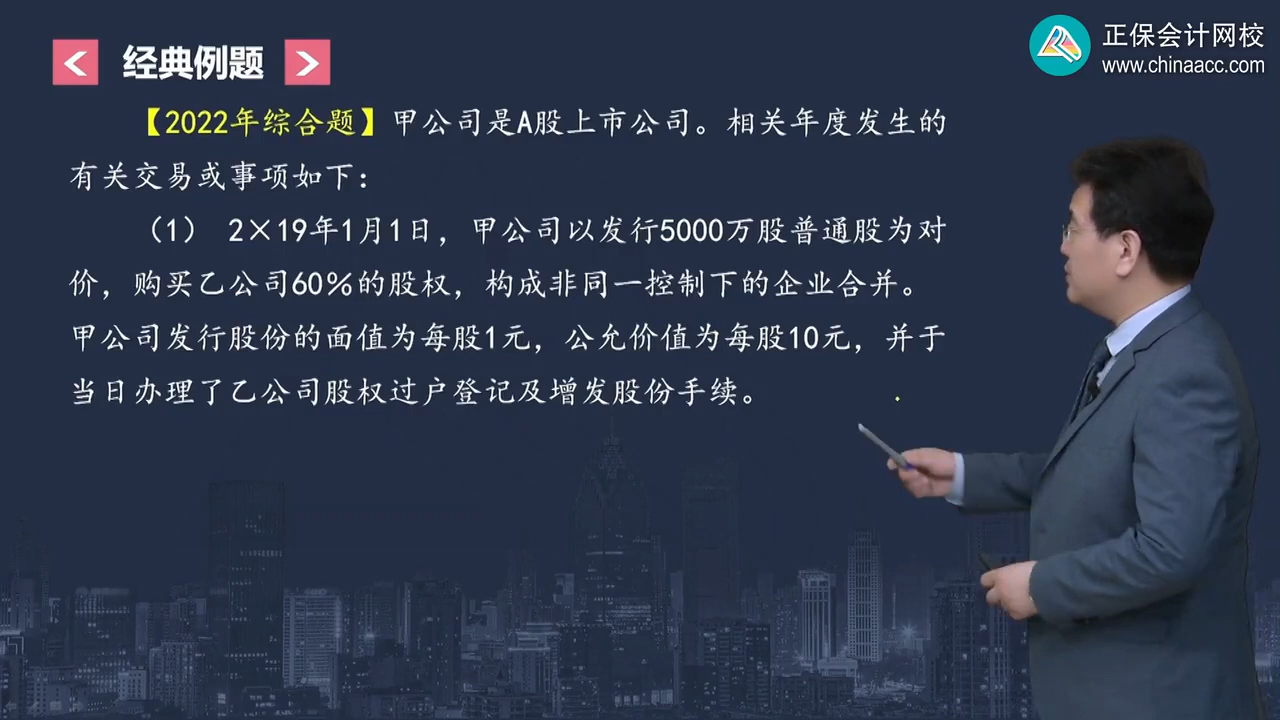 正保会计网校
www.chinaacc.com
经典例题
【2022年综合题】甲公司是A股上市公司。相关年度发生的
有关交易或事项如下：
（1） 2×19年1月1日，甲公司以发行5000万股普通股为对
价，购买乙公司60％的股权，构成非同一控制下的企业合并。
甲公司发行股份的面值为每股1元，公允价值为每股10元，并于
当日办理了乙公司股权过户登记及增发股份手续。